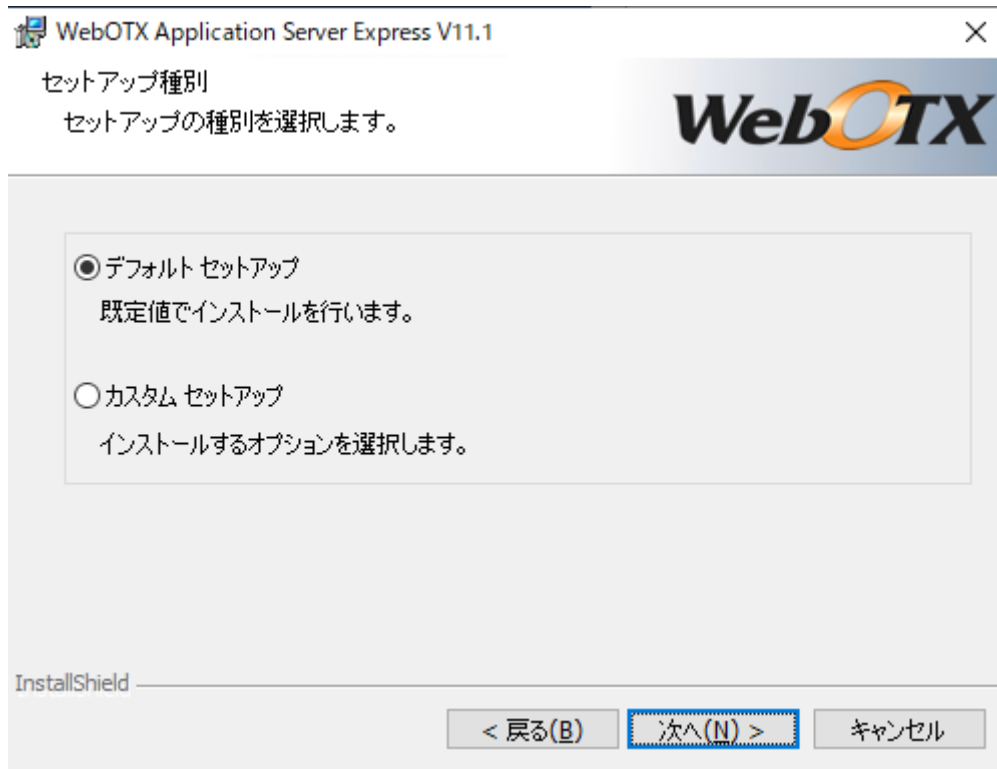 WebOTX Application Server Express V11.1
セットアップ種別
セットアップの種別を選択します。
WebOTX
デフォルト セットアップ
既定値でインストールを行います。
カスタム セットアップ
インストールするオプションを選択します。
InstallShield
< 戻る(B)
次へ(N) >
キャンセル